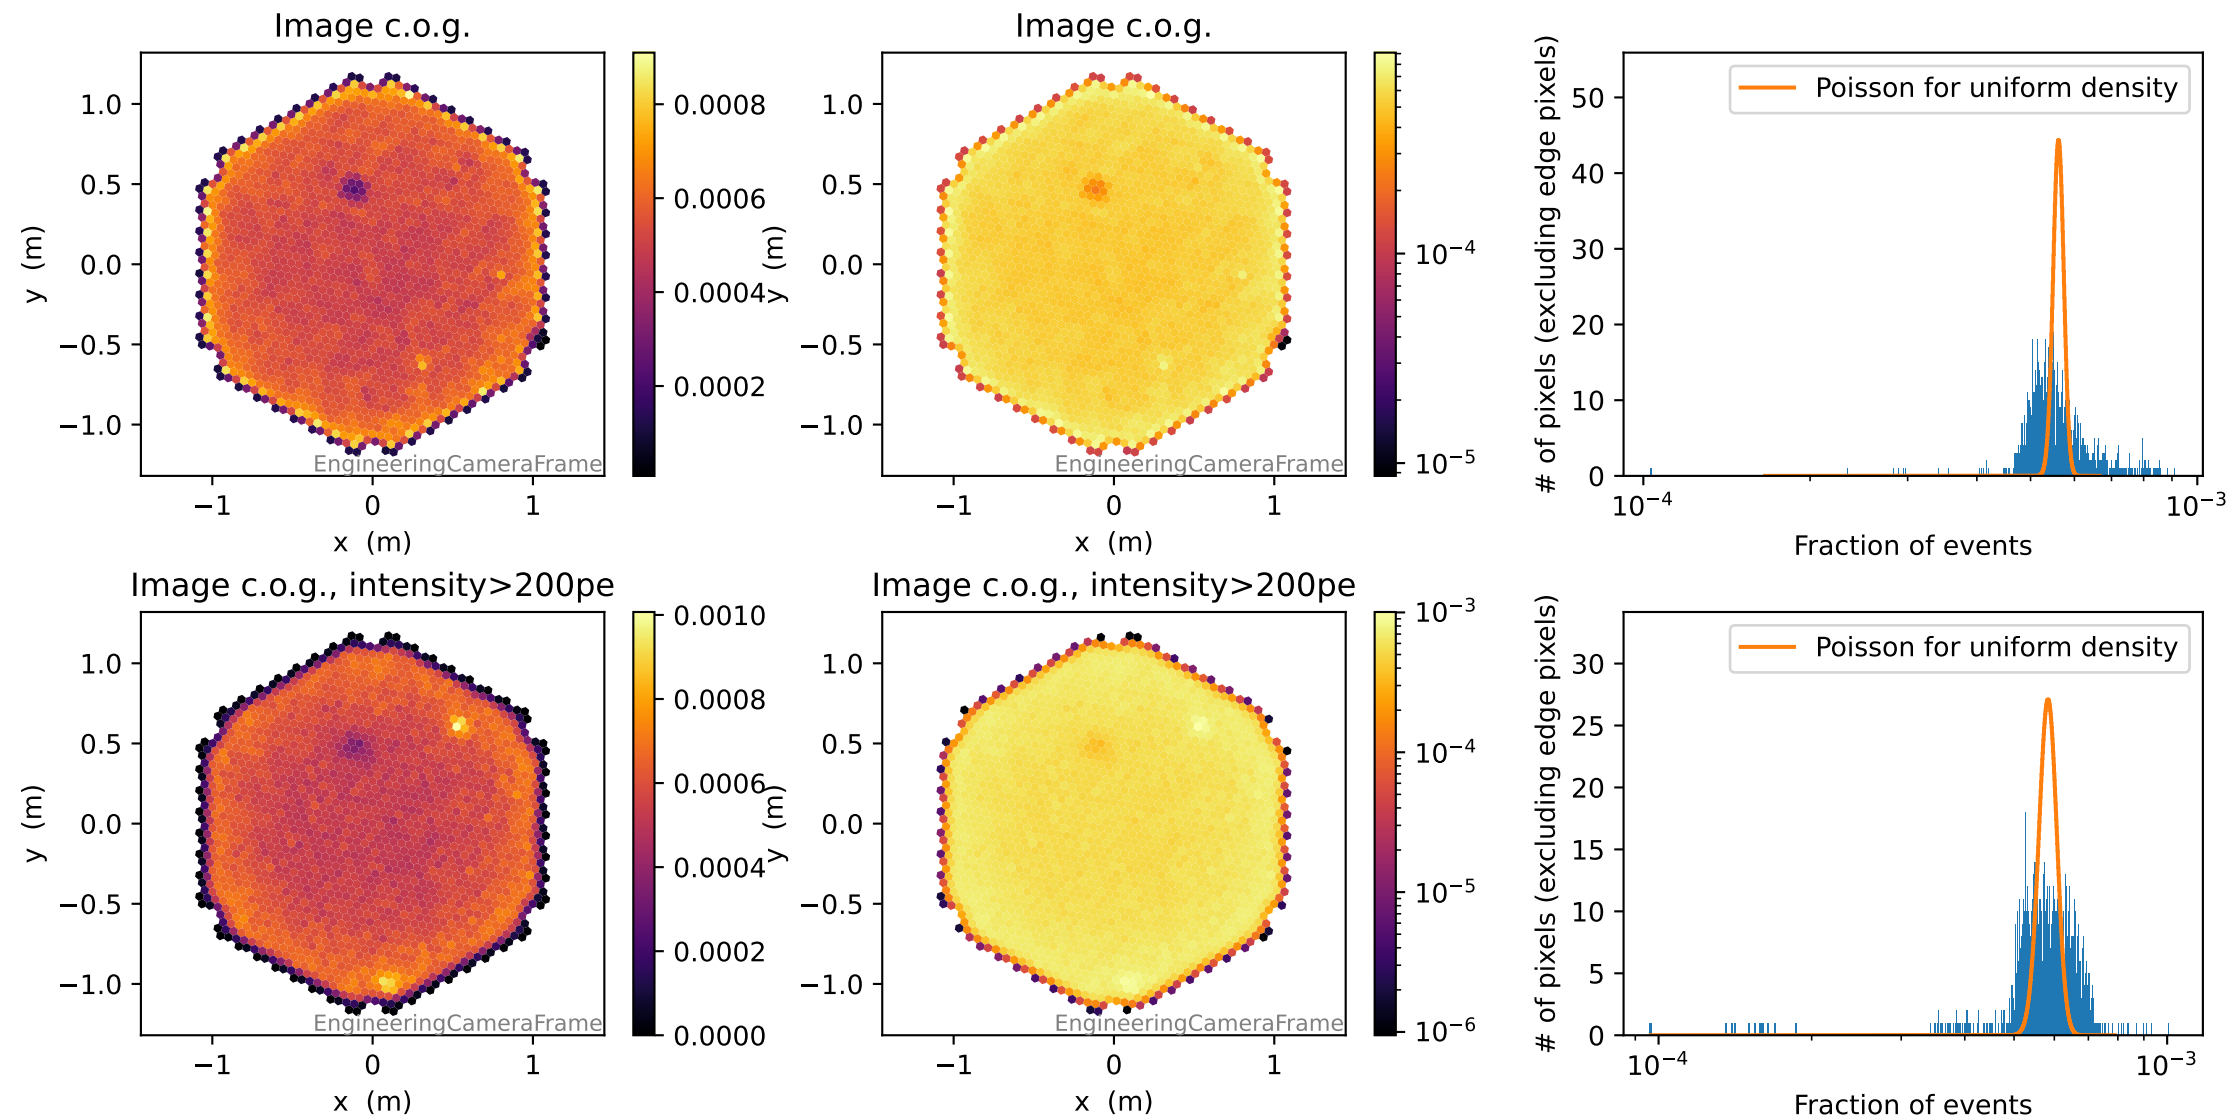 Image c.o.g.
y (m)
1.0
0.5
0.0
−0.5
−1.0
−1
0
1
x (m)
EngineeringCameraFrame
0.0008
0.0006
0.0004
0.0002
Image c.o.g.
y (m)
1.0
0.5
0.0
−0.5
−1.0
−1
0
1
x (m)
EngineeringCameraFrame
10⁻⁴
10⁻⁵
# of pixels (excluding edge pixels)
50
40
30
20
10
0
Poisson for uniform density
10⁻⁴
10⁻³
Fraction of events
Image c.o.g., intensity>200pe
y (m)
1.0
0.5
0.0
−0.5
−1.0
−1
0
1
x (m)
EngineeringCameraFrame
0.0010
0.0008
0.0006
0.0004
0.0002
0.0000
Image c.o.g., intensity>200pe
y (m)
1.0
0.5
0.0
−0.5
−1.0
−1
0
1
x (m)
EngineeringCameraFrame
10⁻³
10⁻⁴
10⁻⁵
10⁻⁶
# of pixels (excluding edge pixels)
30
25
20
15
10
5
0
Poisson for uniform density
10⁻⁴
10⁻³
Fraction of events